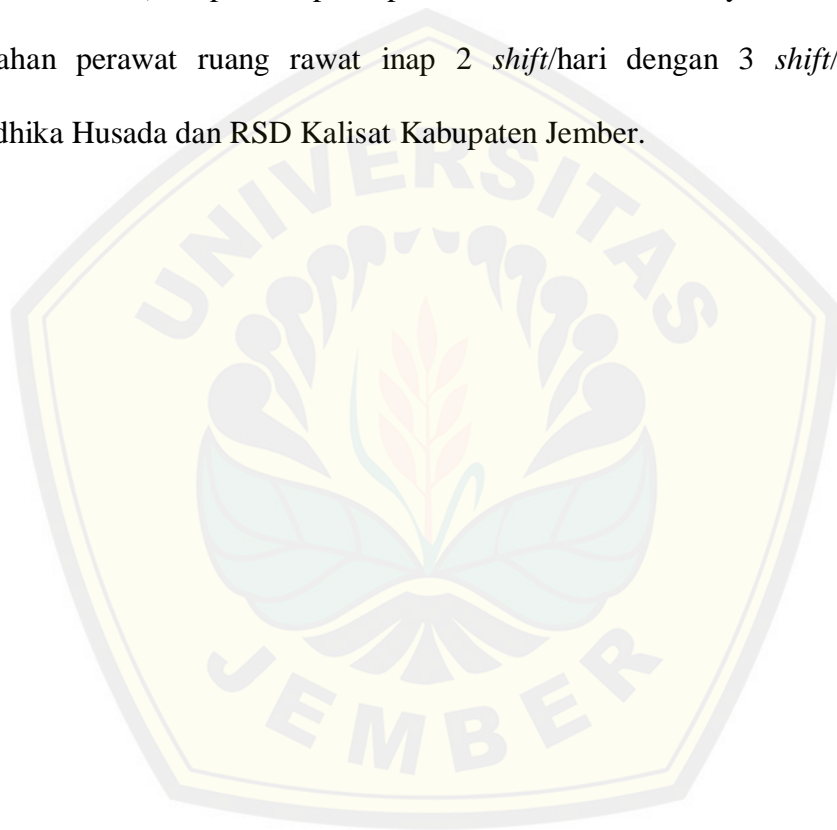 ahan perawat ruang rawat inap 2 shift/hari dengan 3 shift/
dhika Husada dan RSD Kalisat Kabupaten Jember.
UNIVERSITAS
JEMBER